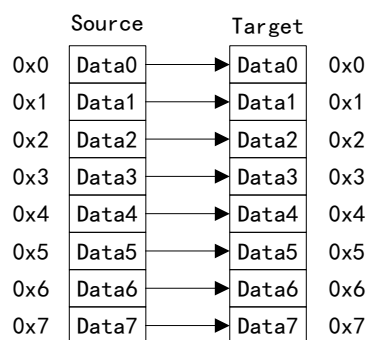 Source Target
0x0 Data0 Data0 0x0
0x1 Data1 Data1 0x1
0x2 Data2 Data2 0x2
0x3 Data3 Data3 0x3
0x4 Data4 Data4 0x4
0x5 Data5 Data5 0x5
0x6 Data6 Data6 0x6
0x7 Data7 Data7 0x7